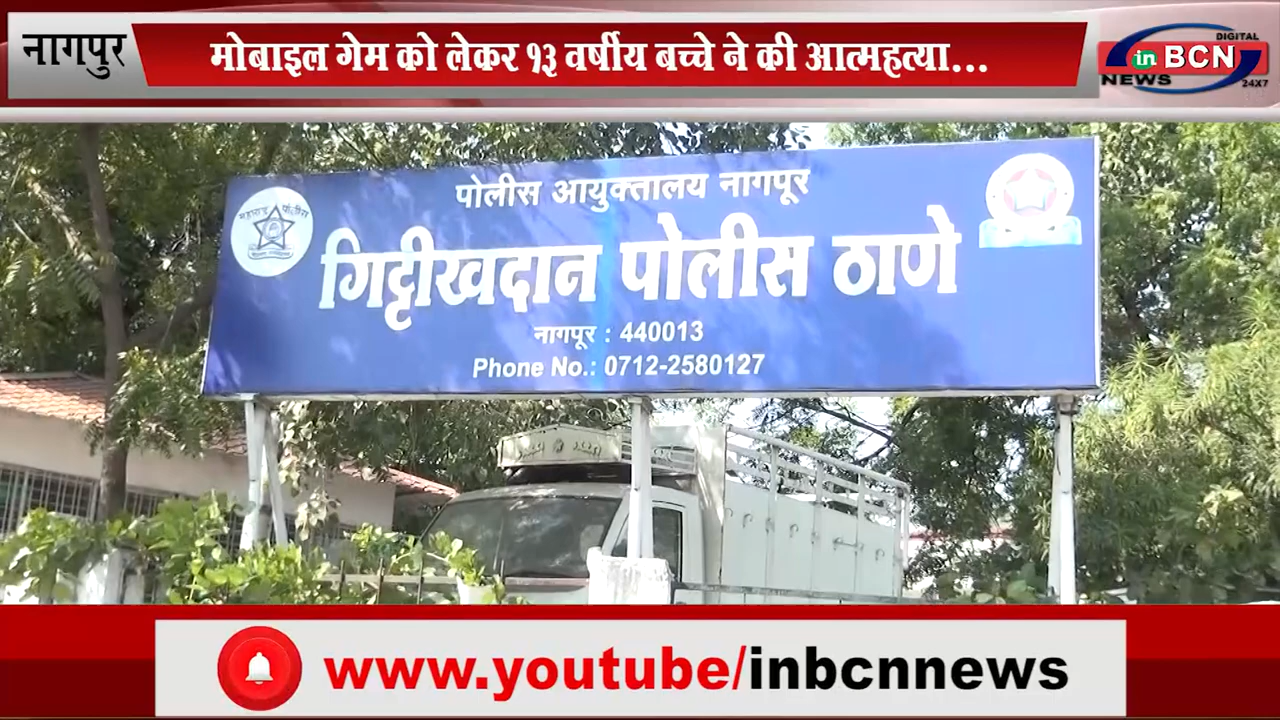 नागपुर
मोबाइल गेम को लेकर १३ वर्षीय बच्चे ने की आत्महत्या...
DIGITAL
in BCN
NEWS
24X7
पोलीस आयुक्तालय नागपूर
महाराष्ट्र पोलीस
गिट्टीखदान पोलीस ठाणे
नागपूर : 440013
Phone No.: 0712-2580127
www.youtube/inbcnnews